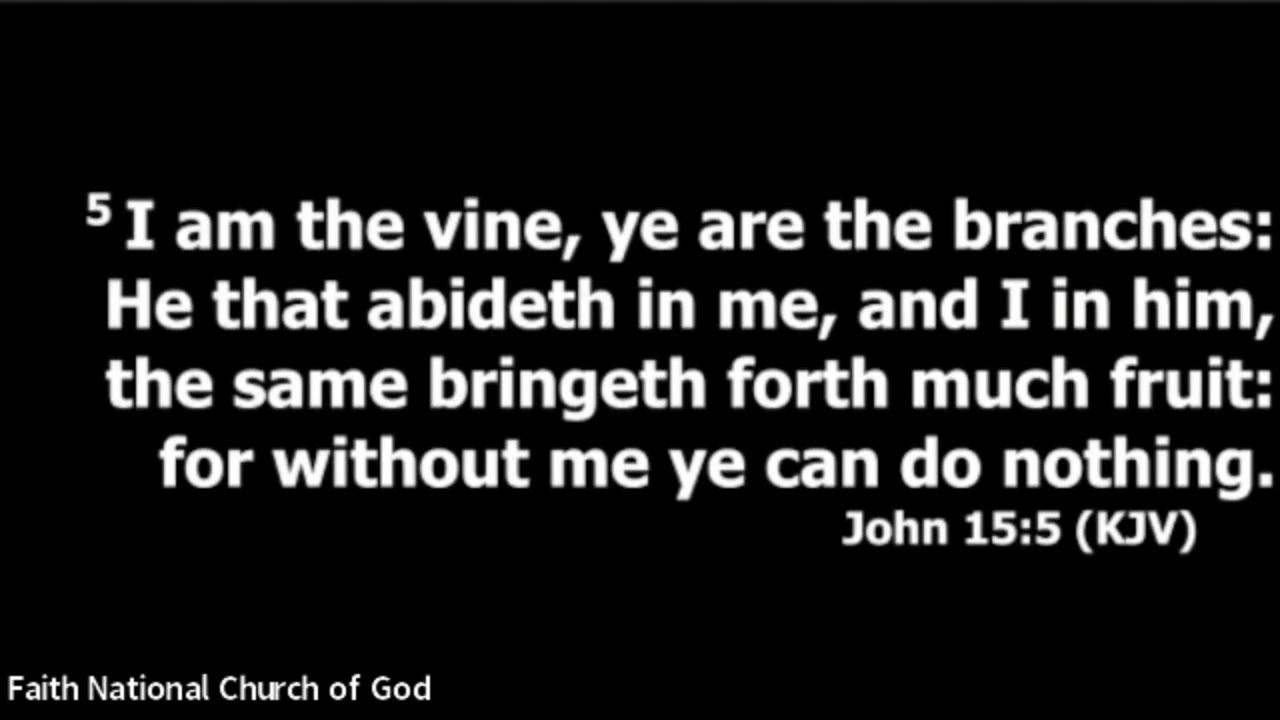 5 I am the vine, ye are the branches:
He that abideth in me, and I in him,
the same bringeth forth much fruit:
for without me ye can do nothing.
John 15:5 (KJV)
Faith National Church of God